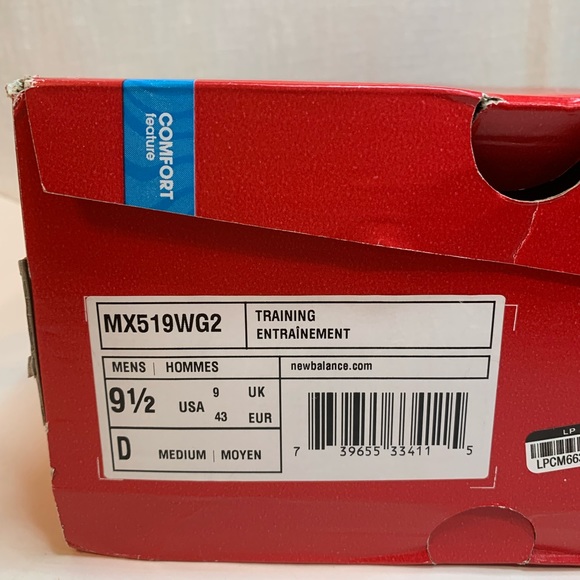 COMFORT
feature
MX519WG2
TRAINING
ENTRAÎNEMENT
MENS | HOMMES
newbalance.com
9½ USA 9 UK
43 EUR
D MEDIUM | MOYEN
7 39655 33411 5
LP